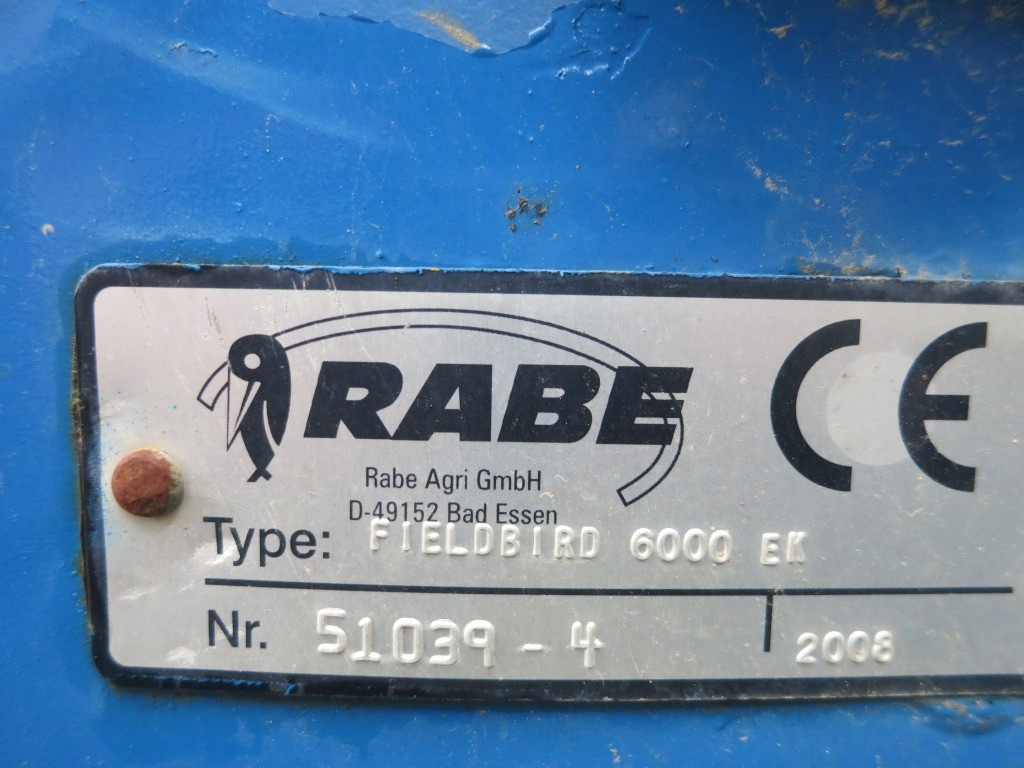 RABE
CE
Rabe Agri GmbH
D-49152 Bad Essen
Type: FIELDBIRD 6000 EK
Nr. 51039-4 2008